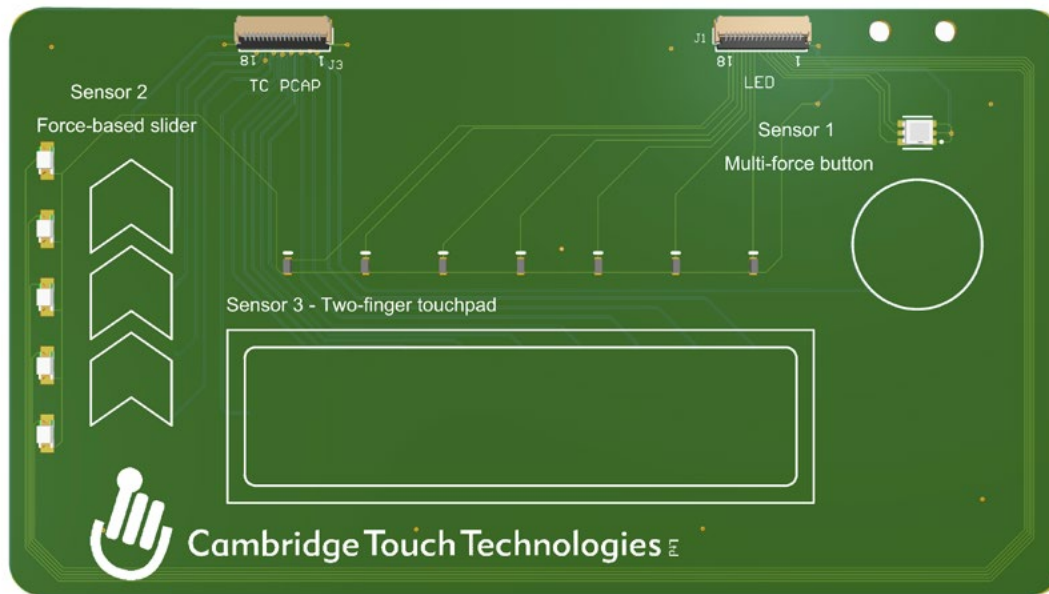 18 1 J3
TC PCAP
J1
18 1
LED
Sensor 2
Force-based slider
Sensor 1
Multi-force button
Sensor 3 - Two-finger touchpad
Cambridge Touch Technologies Ltd